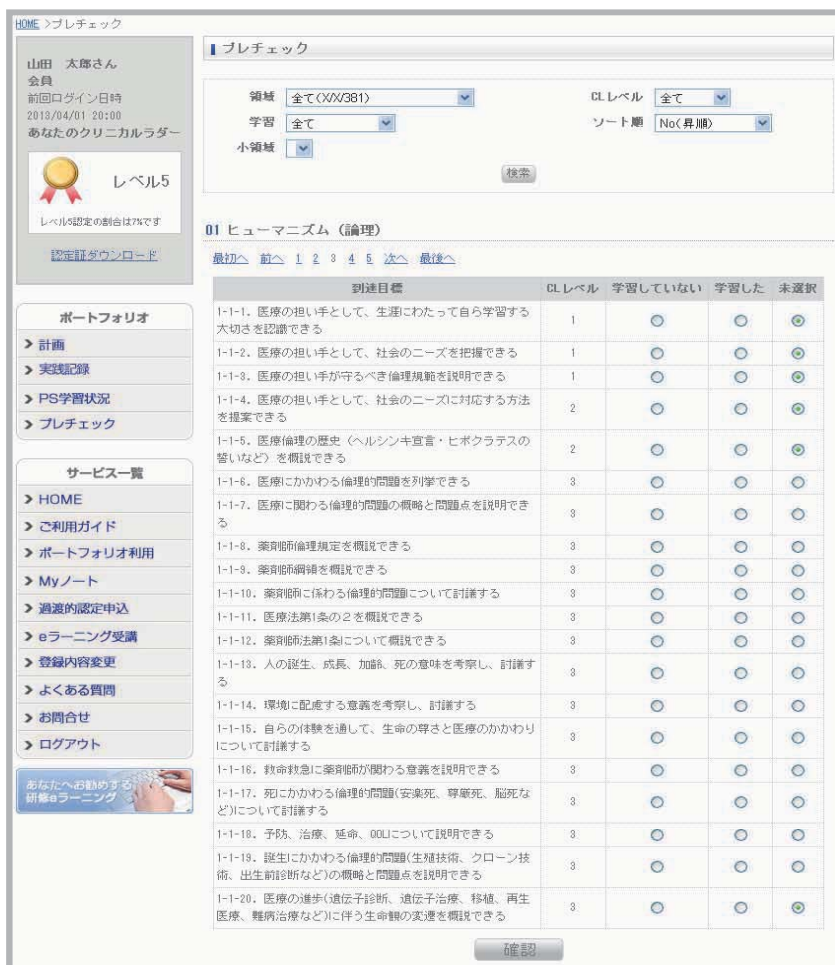 HOME >プレチェック
山田 太郎さん
会員
前回ログイン日時
2013/04/01 20:00
あなたのクリニカルラダー
レベル5
レベル5認定の割合は7%です
認定証ダウンロード
ポートフォリオ
計画
実践記録
PS学習状況
プレチェック
サービス一覧
HOME
ご利用ガイド
ポートフォリオ利用
Myノート
過渡的認定申込
eラーニング受講
登録内容変更
よくある質問
お問合せ
ログアウト
あなたへお勧めする
研修eラーニング
プレチェック
領域 全て(X/X/381) CLレベル 全て
学習 全て ソート順 No(昇順)
小領域
検索
01 ヒューマニズム(論理)
最初へ 前へ 1 2 3 4 5 次へ 最後へ
到達目標 CLレベル 学習していない 学習した 未選択
1-1-1. 医療の担い手として、生涯にわたって自ら学習する
大切さを認識できる 1
1-1-2. 医療の担い手として、社会のニーズを把握できる 1
1-1-3. 医療の担い手が守るべき倫理規範を説明できる 1
1-1-4. 医療の担い手として、社会のニーズに対応する方法
を提案できる 2
1-1-5. 医療倫理の歴史(ヘルシンキ宣言・ヒポクラテスの
誓いなど)を概説できる 2
1-1-6. 医療にかかわる倫理的問題を列挙できる 3
1-1-7. 医療に関わる倫理的問題の概略と問題点を説明でき
る 3
1-1-8. 薬剤師倫理規定を概説できる 3
1-1-9. 薬剤師綱領を概説できる 3
1-1-10. 薬剤師に係わる倫理的問題について討議する 3
1-1-11. 医療法第1条の2を概説できる 3
1-1-12. 薬剤師法第1条について概説できる 3
1-1-13. 人の誕生、成長、加齢、死の意味を考察し、討議す
る 3
1-1-14. 環境に配慮する意義を考察し、討議する 3
1-1-15. 自らの体験を通して、生命の尊さと医療のかかわり
について討議する 3
1-1-16. 救命救急に薬剤師が関わる意義を説明できる 3
1-1-17. 死にかかわる倫理的問題(安楽死、尊厳死、脳死な
ど)について討議する 3
1-1-18. 予防、治療、延命、QOLについて説明できる 3
1-1-19. 誕生にかかわる倫理的問題(生殖技術、クローン技
術、出生前診断など)の概略と問題点を説明できる 3
1-1-20. 医療の進歩(遺伝子診断、遺伝子治療、移植、再生
医療、難病治療など)に伴う生命観の変遷を概説できる 3
確認